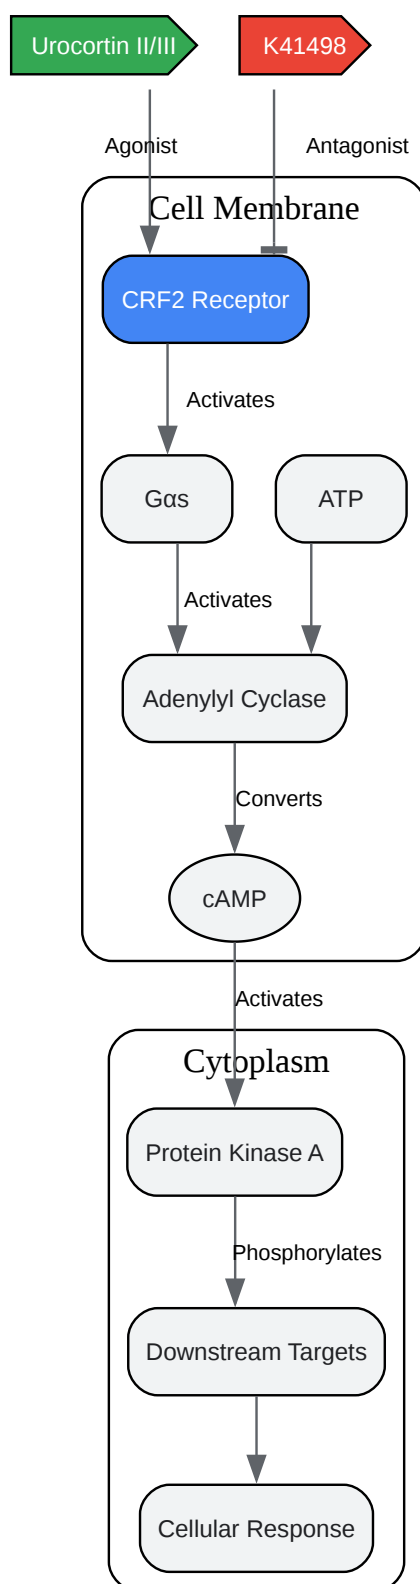 Urocortin II/III
K41498
Agonist
Antagonist
Cell Membrane
CRF2 Receptor
Activates
Gαs
ATP
Activates
Adenylyl Cyclase
Converts
cAMP
Activates
Cytoplasm
Protein Kinase A
Phosphorylates
Downstream Targets
Cellular Response